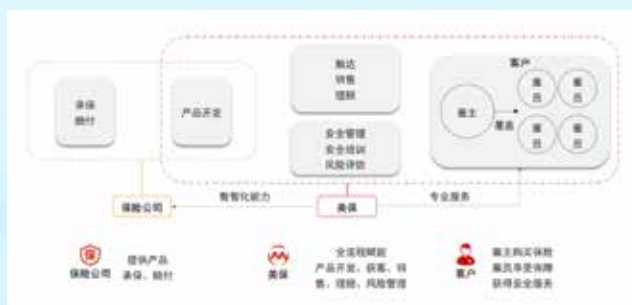 触达
销售
理赔
客户
承保
赔付
产品开发
雇主
覆盖
雇员
雇员
雇员
雇员
安全管理
安全培训
风险评估
保险公司
数智化能力
美保
专业服务
保
保险公司
提供产品
承保、赔付
美保
全流程赋能
产品开发、获客、销
售、理赔、风险管理
客户
雇主购买保险
雇员享受保障
获得安全服务